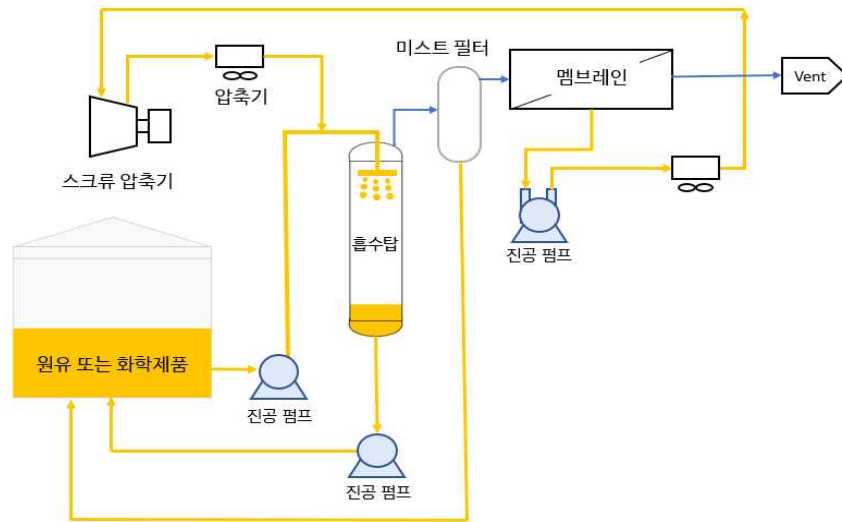 미스트 필터
멤브레인
Vent
압축기
스크류 압축기
흡수탑
진공 펌프
원유 또는 화학제품
진공 펌프
진공 펌프